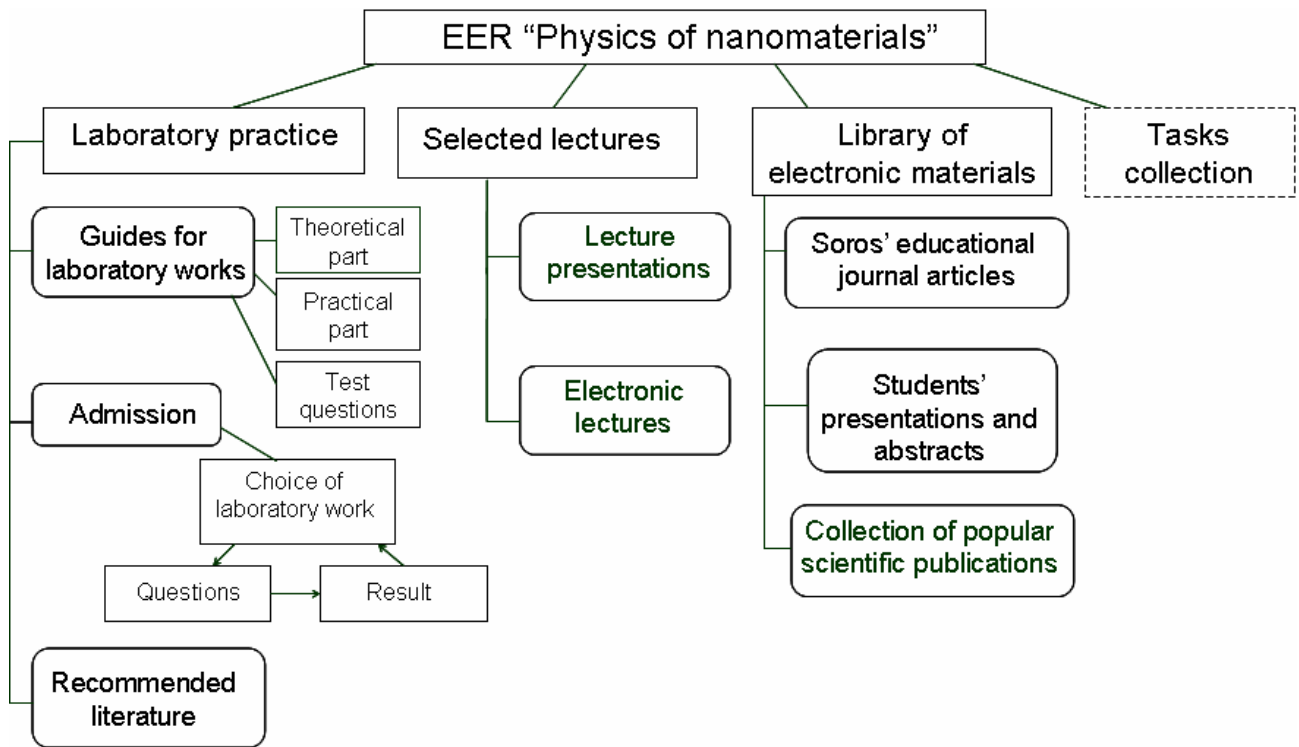 EER “Physics of nanomaterials”
Laboratory practice
Guides for
laboratory works
Theoretical
part
Practical
part
Test
questions
Admission
Choice of
laboratory work
Questions
Result
Recommended
literature
Selected lectures
Lecture
presentations
Electronic
lectures
Library of
electronic materials
Soros’ educational
journal articles
Students’
presentations and
abstracts
Collection of popular
scientific publications
Tasks
collection